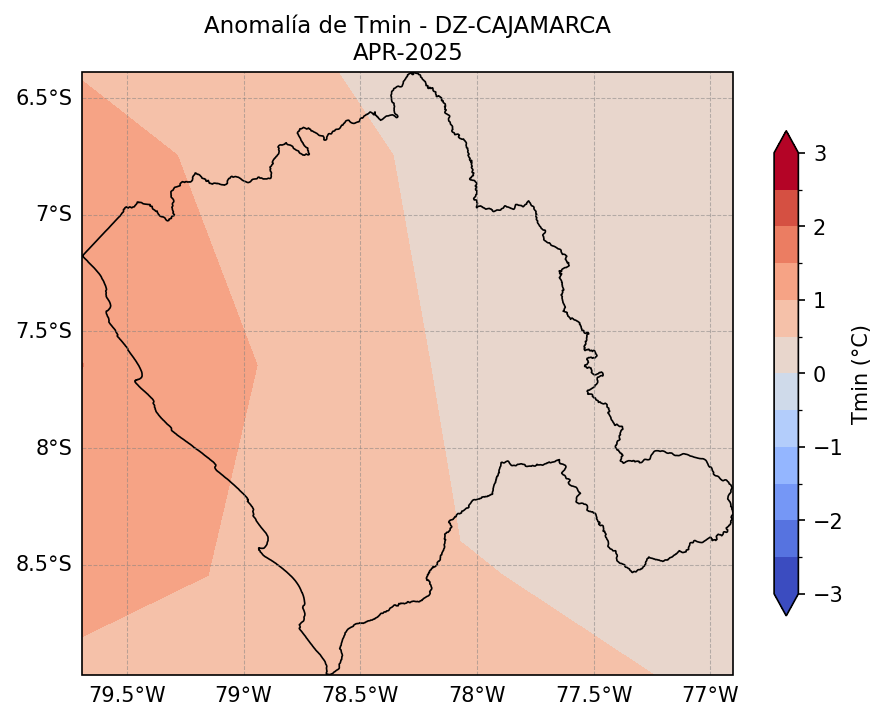 Anomalía de Tmin - DZ-CAJAMARCA
APR-2025
6.5°S
7°S
7.5°S
8°S
8.5°S
79.5°W
79°W
78.5°W
78°W
77.5°W
77°W
3
2
1
0
−1
−2
−3
Tmin (°C)